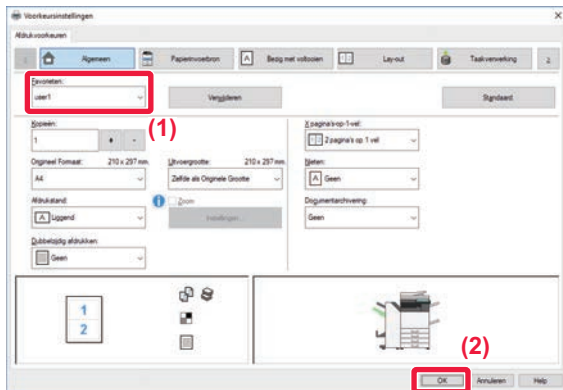 Voorkeursinstellingen
Afdrukvoorkeuren
Algemeen
Papierinvoerbron
Bezig met voltooien
Lay-out
Taakverwerking
Favorieten:
user1
Verwijderen
Standaard
(1)
Kopieën:
1
+ -
X pagina's-op-1-vel:
2 pagina's op 1 vel
Origineel Formaat: 210 x 297 mm.
A4
Uitvoergrootte: 210 x 297 mm.
Zelfde als Originele Grootte
Nieten:
Geen
Afdrukstand:
Liggend
Zoom
Instellingen...
Documentarchivering:
Geen
Dubbelzijdig afdrukken:
Geen
1
2
(2)
OK Annuleren Help